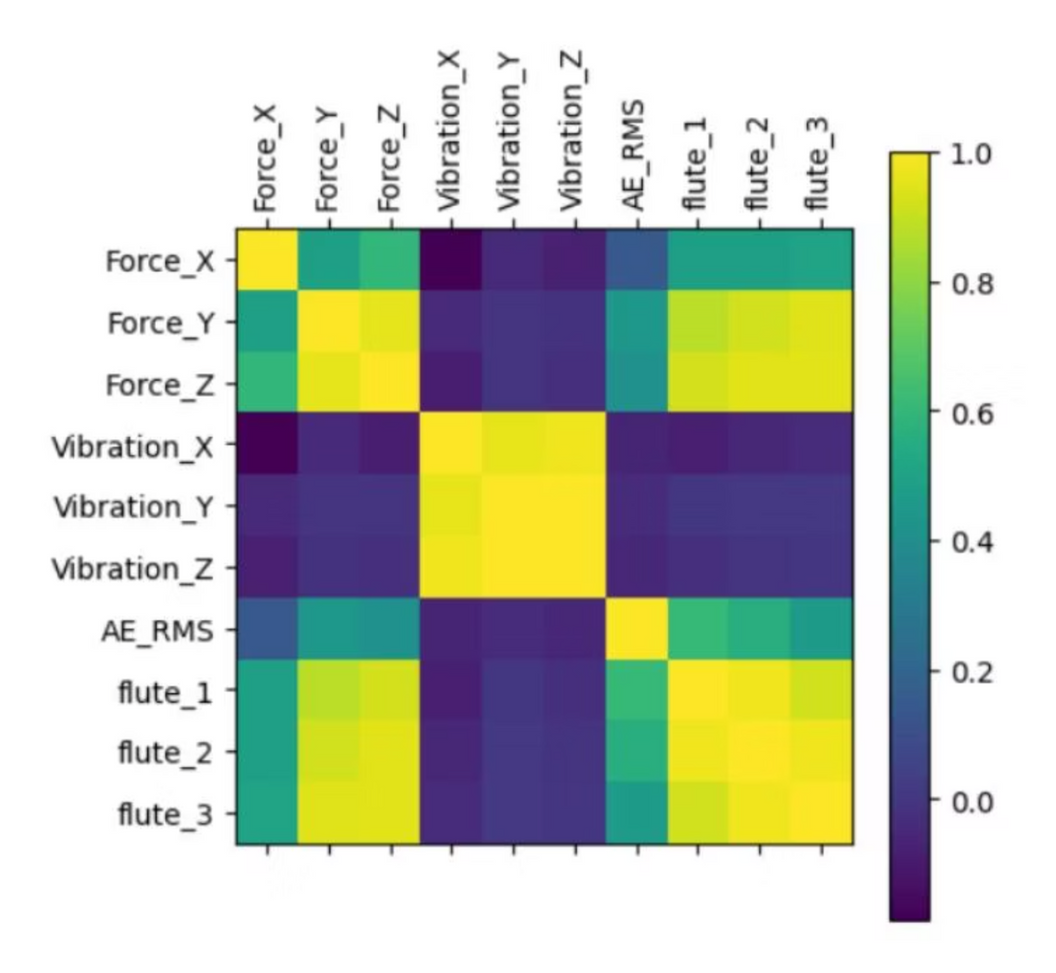 Force_X
Force_Y
Force_Z
Vibration_X
Vibration_Y
Vibration_Z
AE_RMS
flute_1
flute_2
flute_3
Force_X
Force_Y
Force_Z
Vibration_X
Vibration_Y
Vibration_Z
AE_RMS
flute_1
flute_2
flute_3
1.0
0.8
0.6
0.4
0.2
0.0